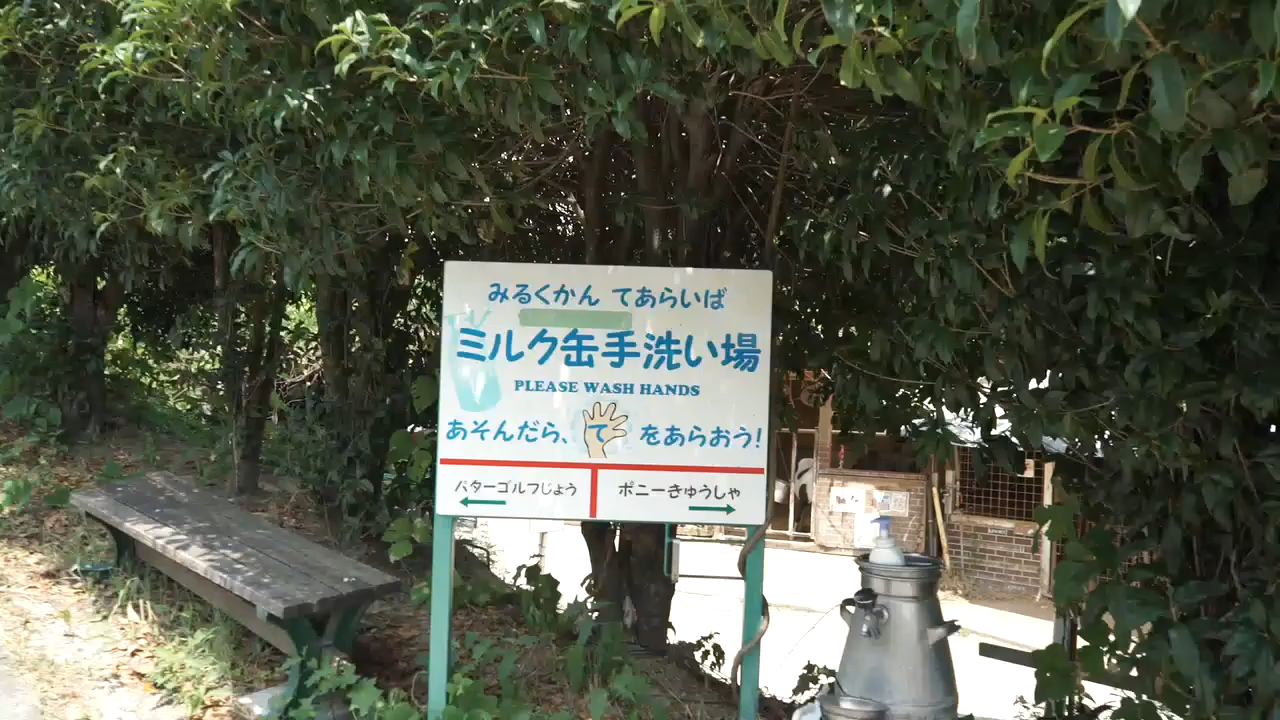 みるくかん てあらいば
ミルク缶手洗い場
PLEASE WASH HANDS
あそんだら、てをあらおう!
パターゴルフじょう
ポニーきゅうしゃ